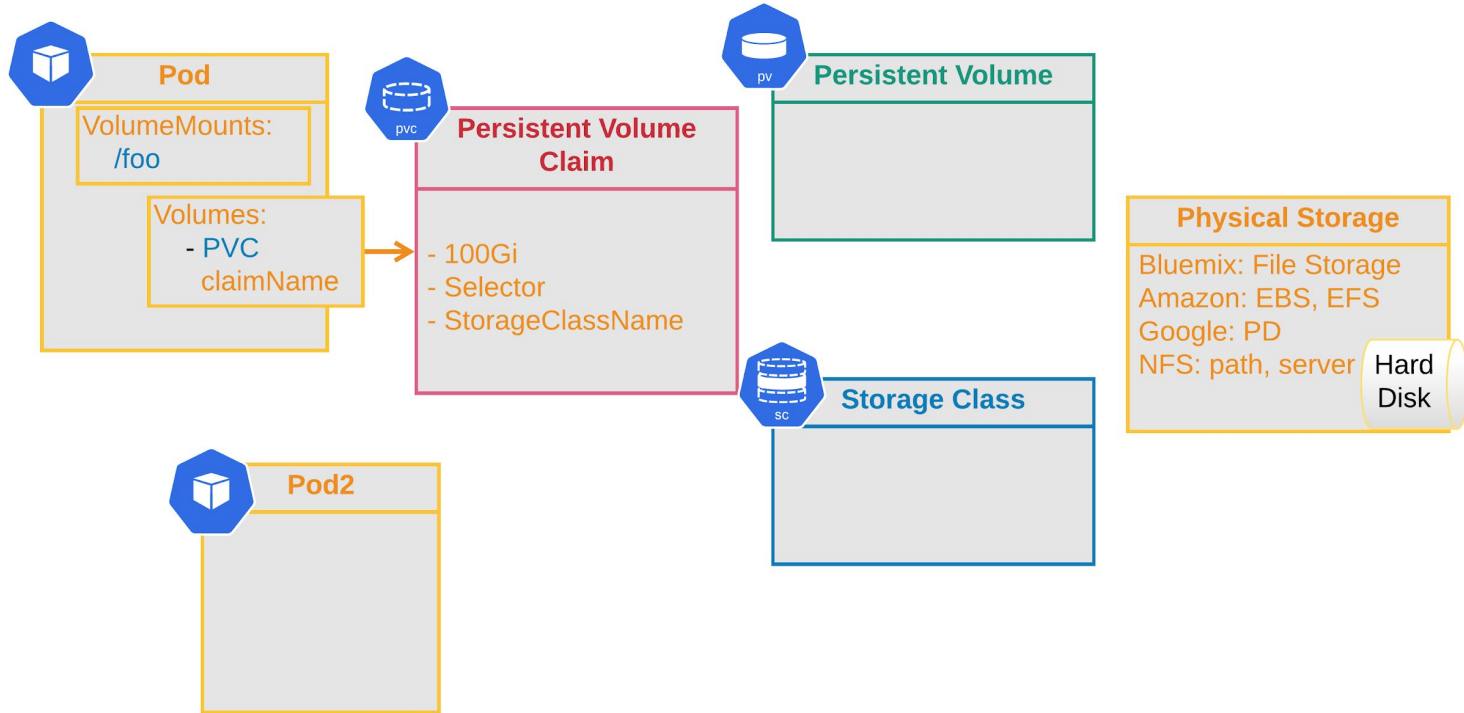 Pod
VolumeMounts:
/foo
Volumes:
- PVC
claimName
pvc
Persistent Volume
Claim
- 100Gi
- Selector
- StorageClassName
pv
Persistent Volume
sc
Storage Class
Physical Storage
Bluemix: File Storage
Amazon: EBS, EFS
Google: PD
NFS: path, server
Hard
Disk
Pod2